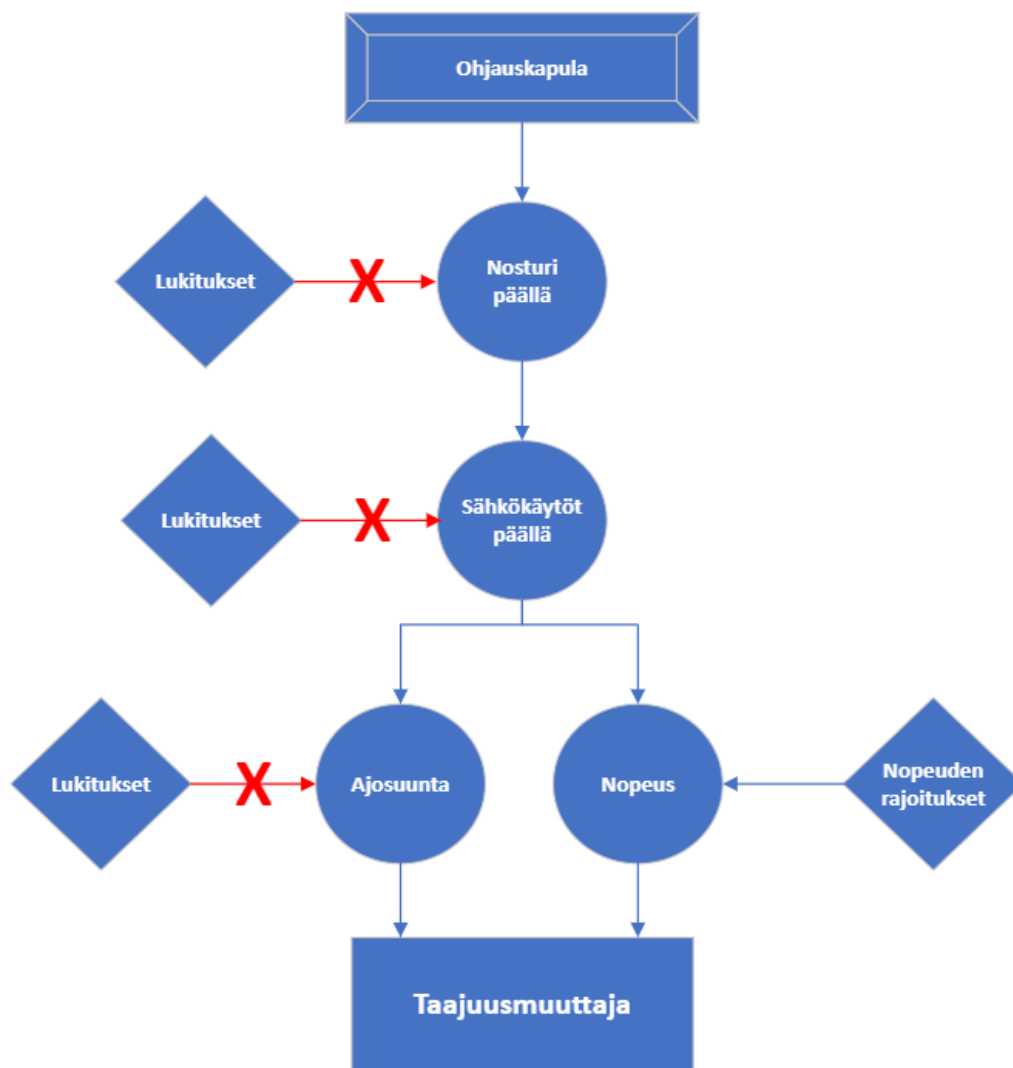 Ohjauskapula
Lukitukset
Nosturi
päällä
Lukitukset
X
Sähkökäytöt
päällä
X
Lukitukset
X
Ajosuunta
Nopeus
Nopeuden
rajoitukset
Taajuusmuuttaja